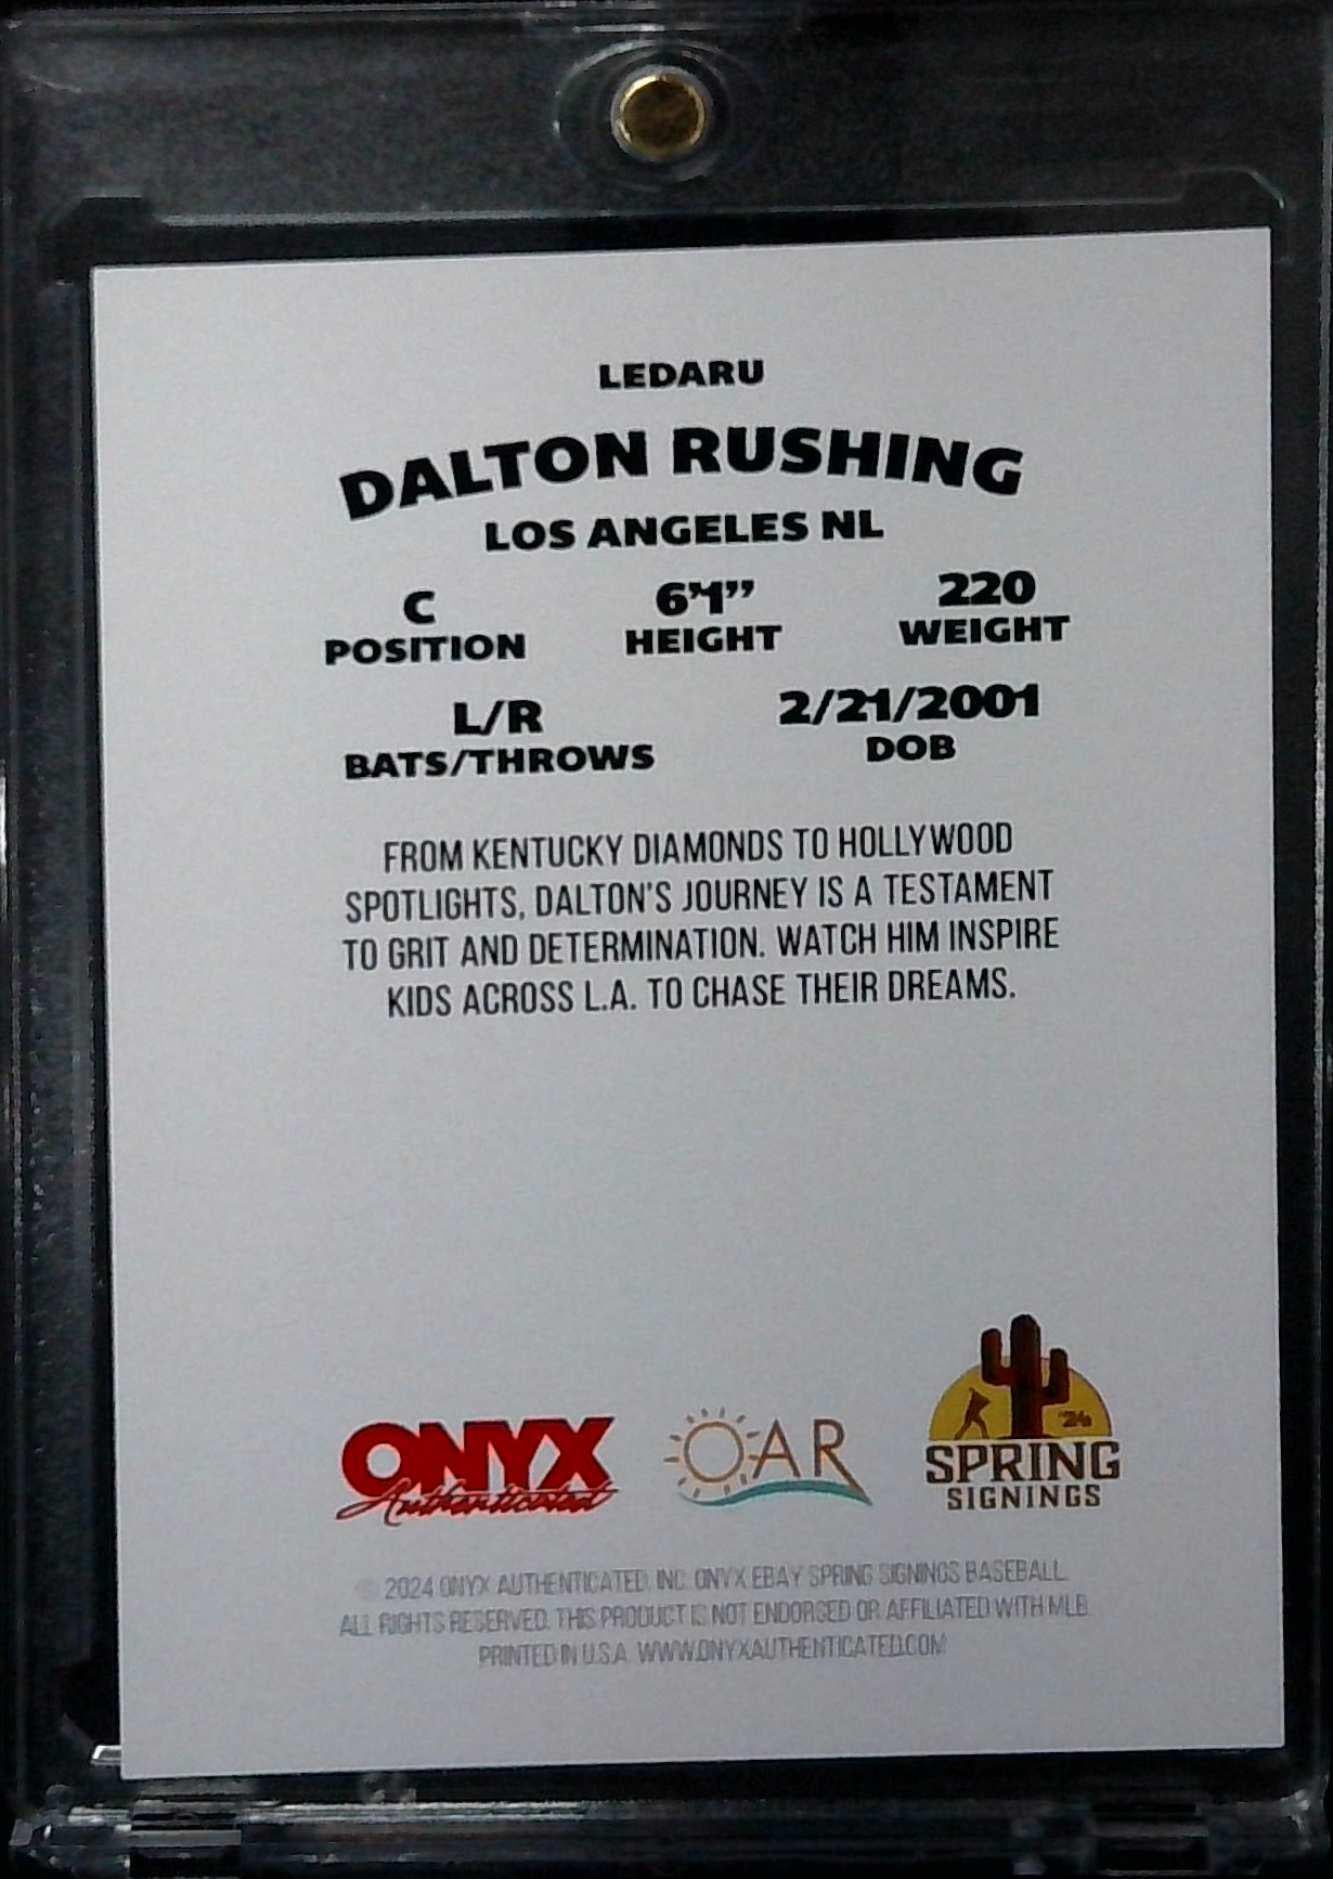 LEDARU
DALTON RUSHING
LOS ANGELES NL
C 6'1" 220
POSITION HEIGHT WEIGHT
L/R 2/21/2001
BATS/THROWS DOB
FROM KENTUCKY DIAMONDS TO HOLLYWOOD
SPOTLIGHTS, DALTON'S JOURNEY IS A TESTAMENT
TO GRIT AND DETERMINATION. WATCH HIM INSPIRE
KIDS ACROSS L.A. TO CHASE THEIR DREAMS.
ONYX
Authenticated
OAR
'24
SPRING
SIGNINGS
© 2024 ONYX AUTHENTICATED, INC. ONYX EBAY SPRING SIGNINGS BASEBALL.
ALL RIGHTS RESERVED. THIS PRODUCT IS NOT ENDORSED OR AFFILIATED WITH MLB.
PRINTED IN U.S.A. WWW.ONYXAUTHENTICATED.COM